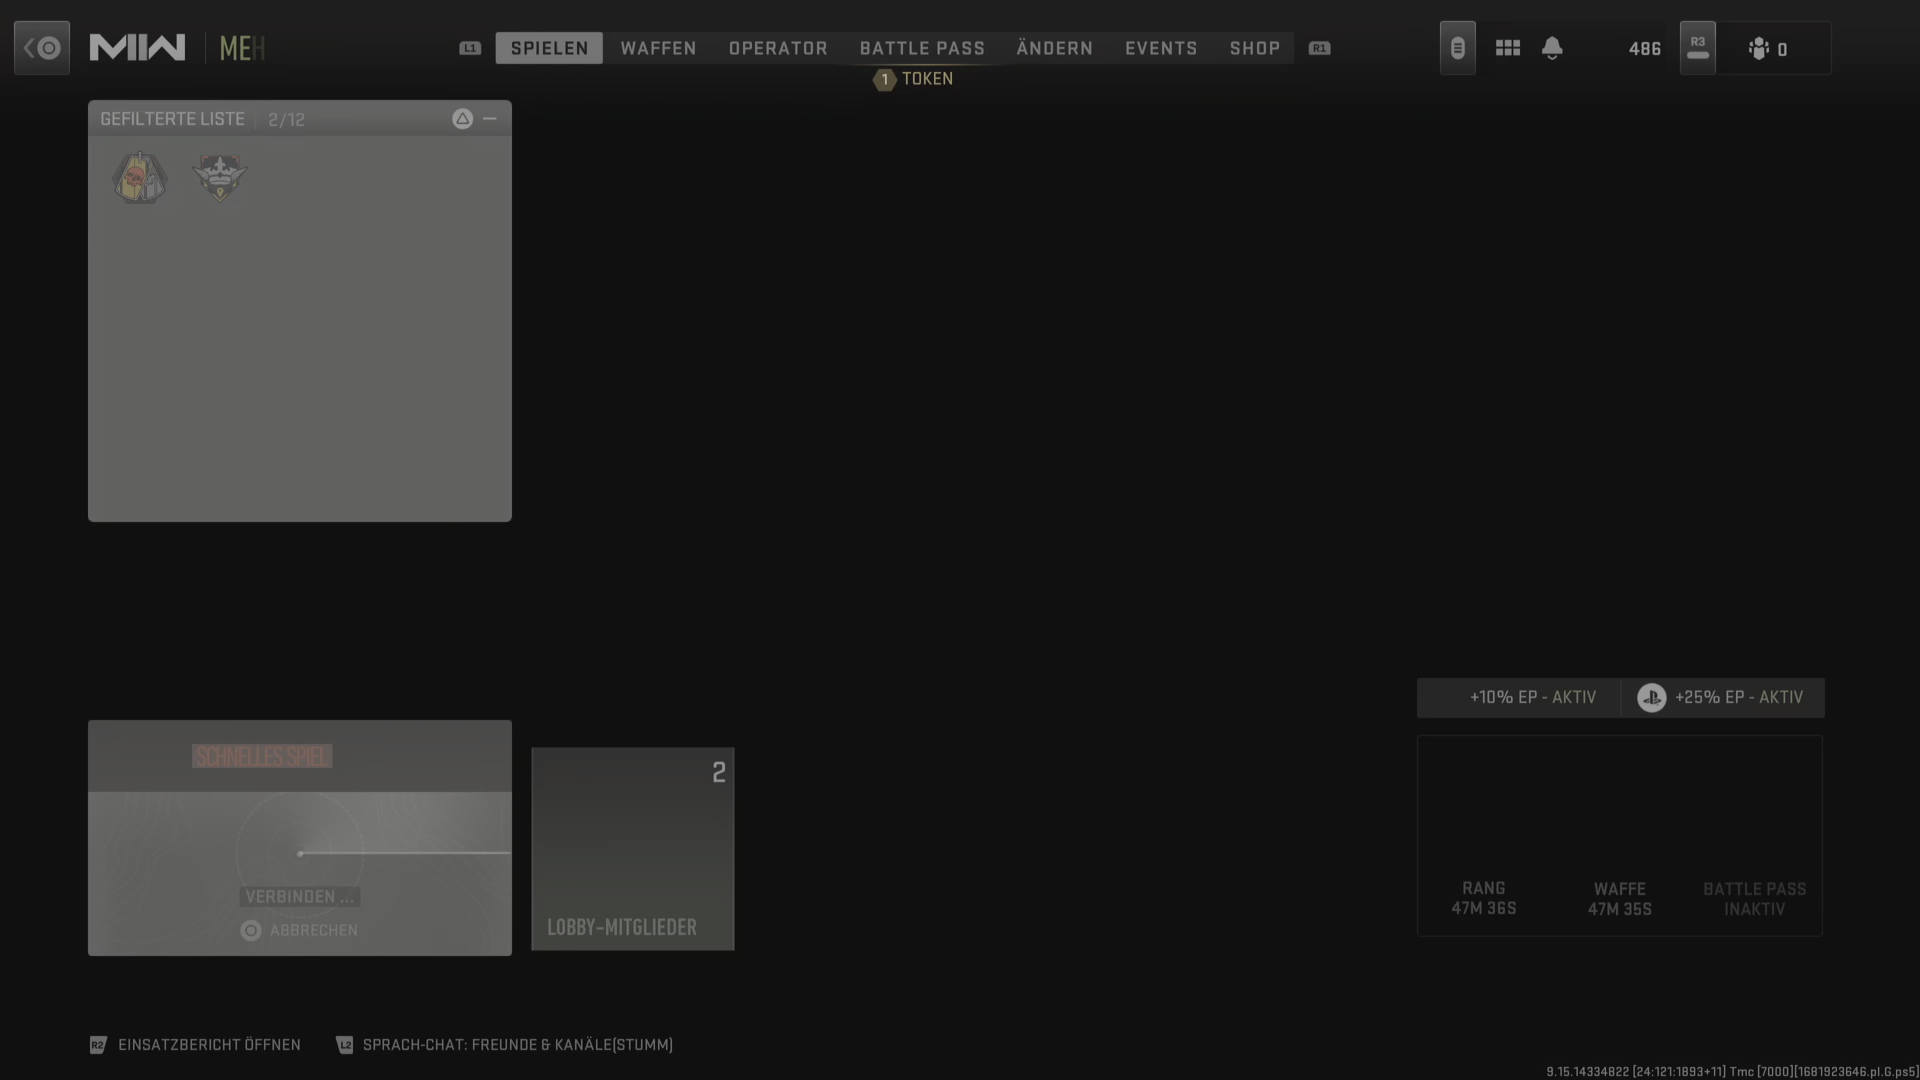 MW MEH
L1 SPIELEN WAFFEN OPERATOR BATTLE PASS ÄNDERN EVENTS SHOP R1
486 R3 0
1 TOKEN
GEFILTERTE LISTE 2/12
+10% EP - AKTIV +25% EP - AKTIV
SCHNELLES SPIEL
2
VERBINDEN ...
ABBRECHEN
LOBBY-MITGLIEDER
RANG
47M 36S
WAFFE
47M 35S
BATTLE PASS
INAKTIV
R2 EINSATZBERICHT ÖFFNEN L2 SPRACH-CHAT: FREUNDE & KANÄLE(STUMM)
9.15.14334822 [24:121:1893+11] Tmc [7000][1681923646.pl.G.ps5]